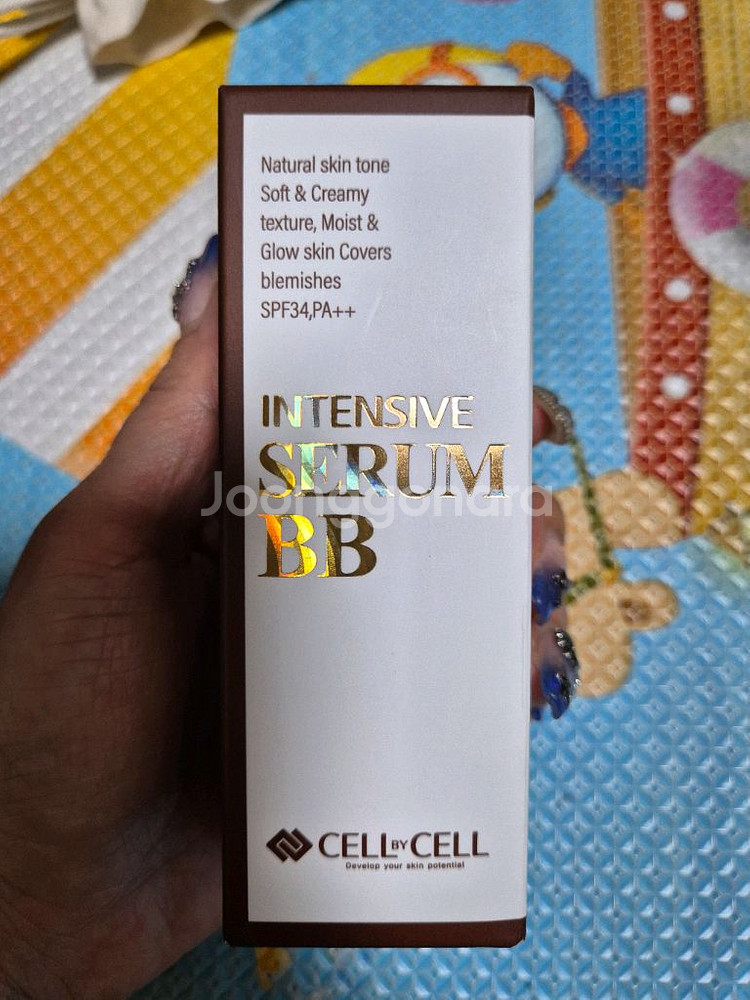 Natural skin tone
Soft & Creamy
texture, Moist &
Glow skin Covers
blemishes
SPF34,PA++
INTENSIVE
SERUM
Joonggonara
BB
CELL BY CELL
Develop your skin potential